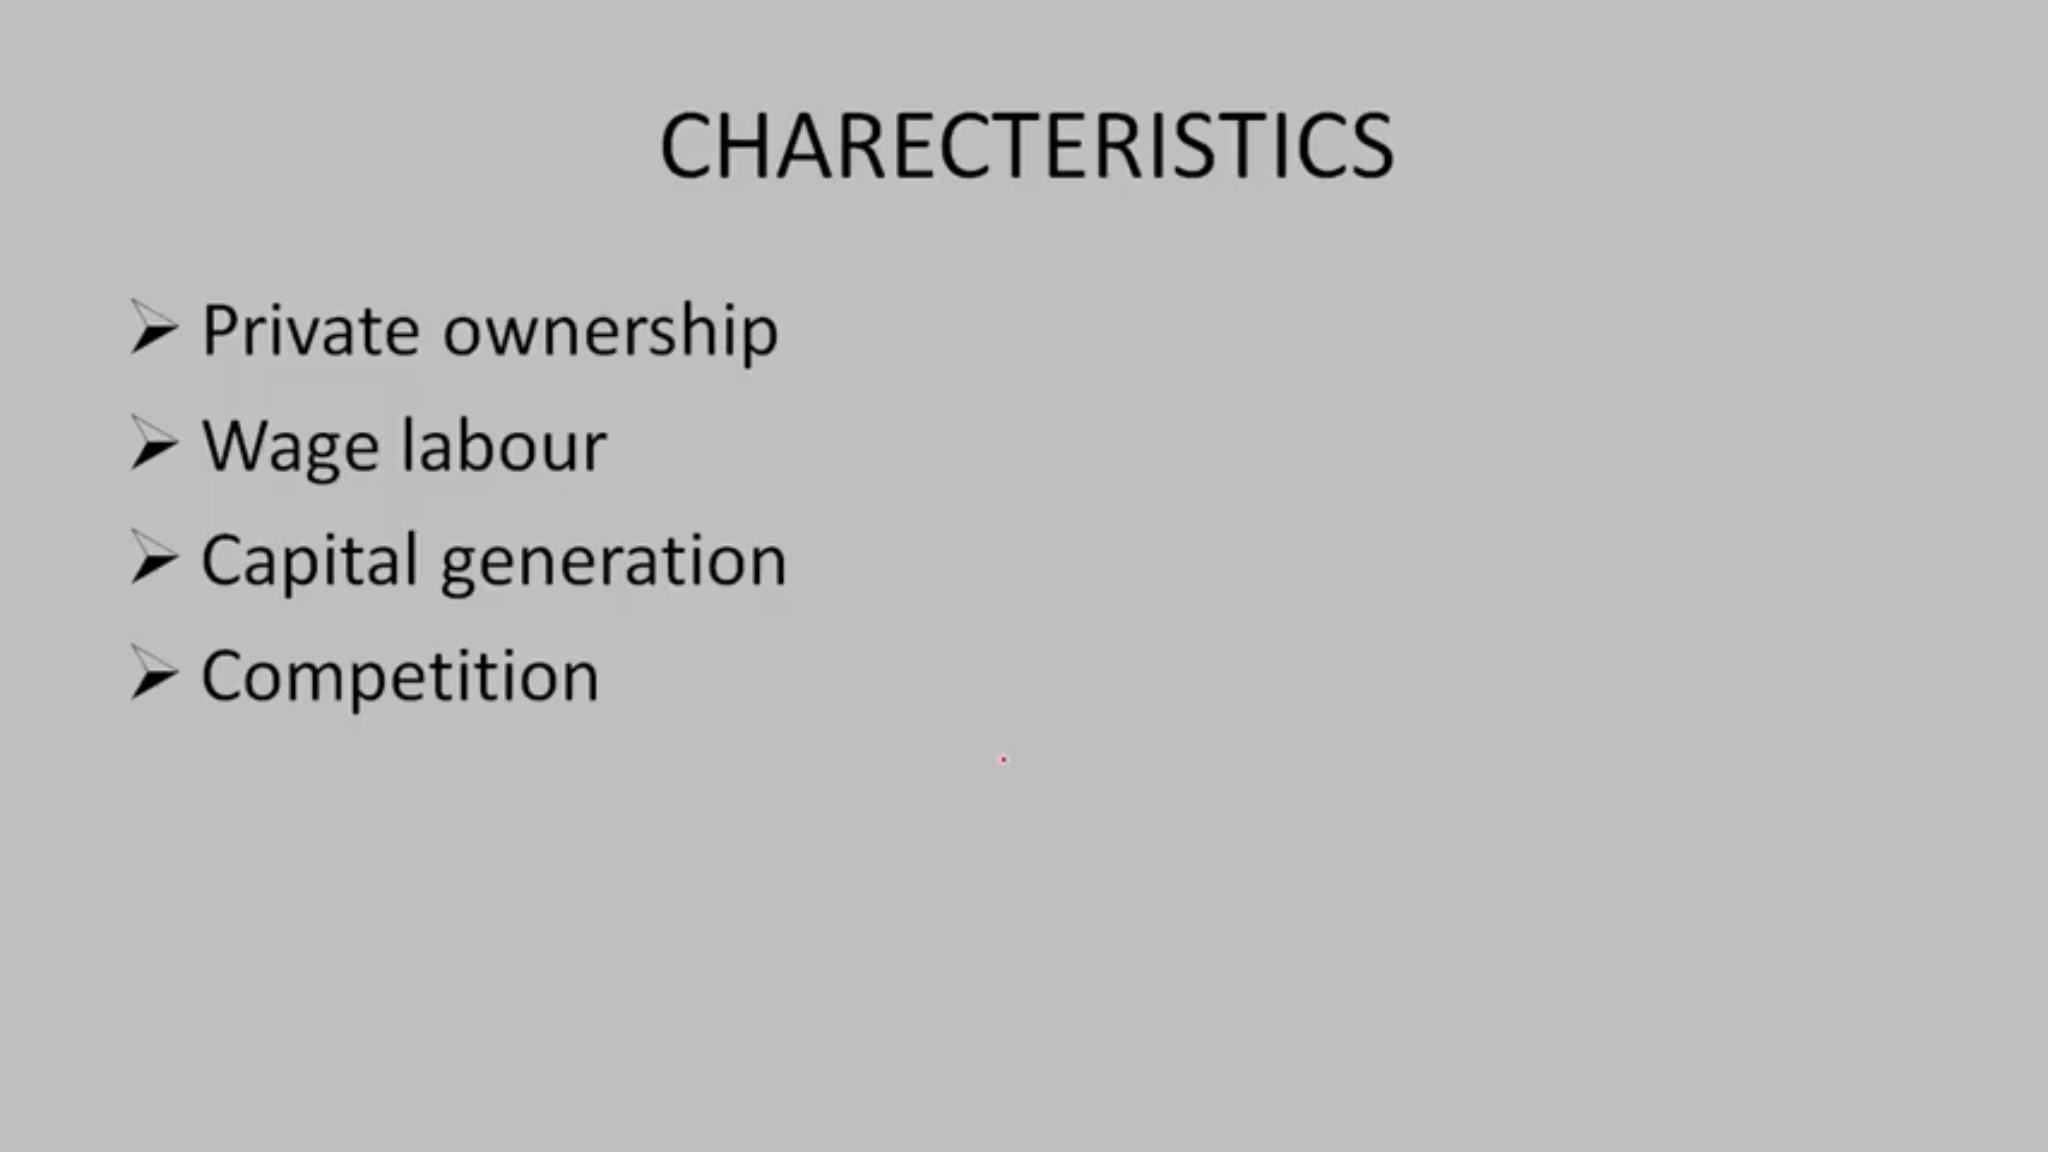 CHARECTERISTICS
➢ Private ownership
➢ Wage labour
➢ Capital generation
➢ Competition